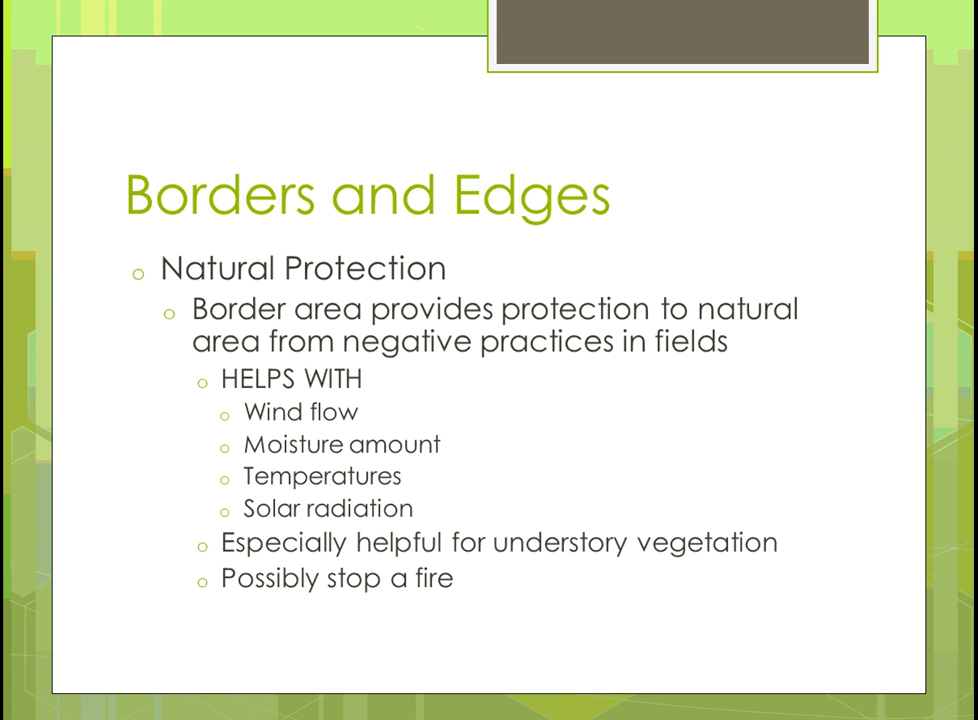 Borders and Edges
Natural Protection
Border area provides protection to natural
area from negative practices in fields
HELPS WITH
Wind flow
Moisture amount
Temperatures
Solar radiation
Especially helpful for understory vegetation
Possibly stop a fire